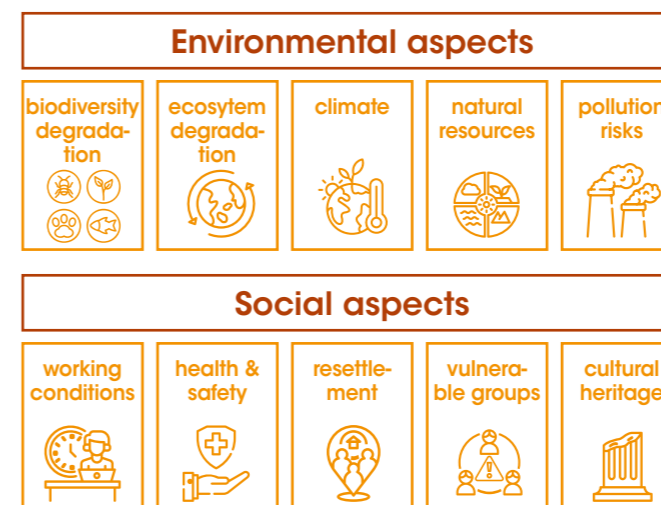 Environmental aspects
biodiversity
degrada-
tion
ecosytem
degrada-
tion
climate
natural
resources
pollution
risks
Social aspects
working
conditions
health &
safety
resettle-
ment
vulnera-
ble groups
cultural
heritage